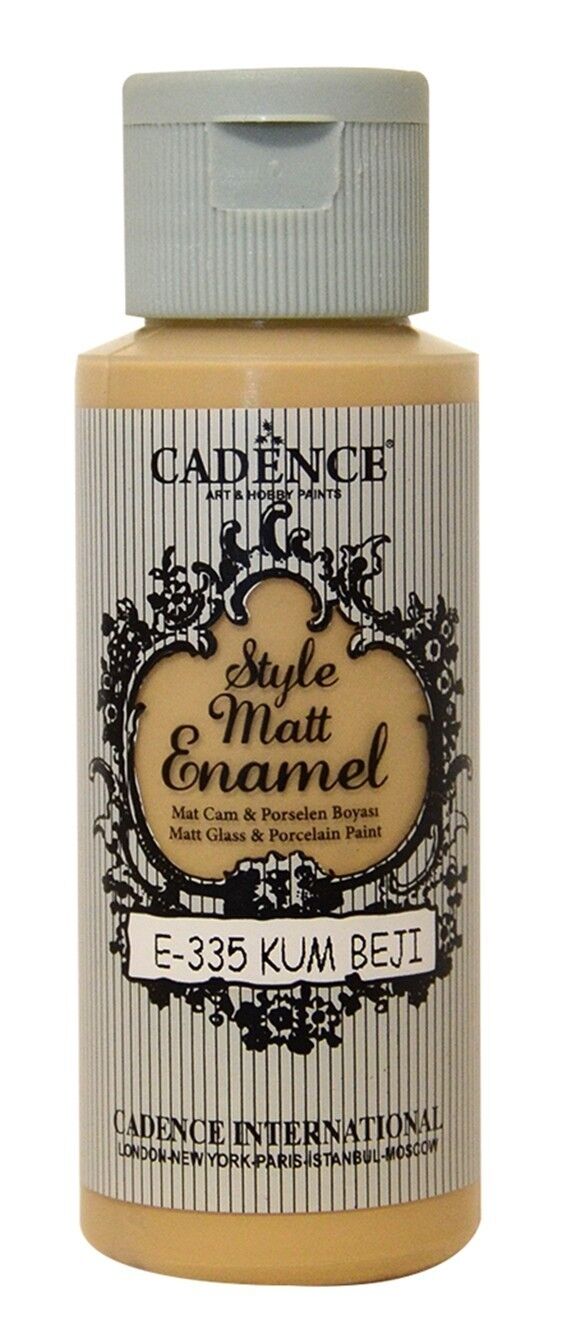 CADENCE®
ART & HOBBY PAINTS
Style
Matt
Enamel
Mat Cam & Porselen Boyası
Matt Glass & Porcelain Paint
E-335 KUM BEJI
CADENCE INTERNATIONAL
LONDON-NEW YORK-PARIS-İSTANBUL-MOSCOW